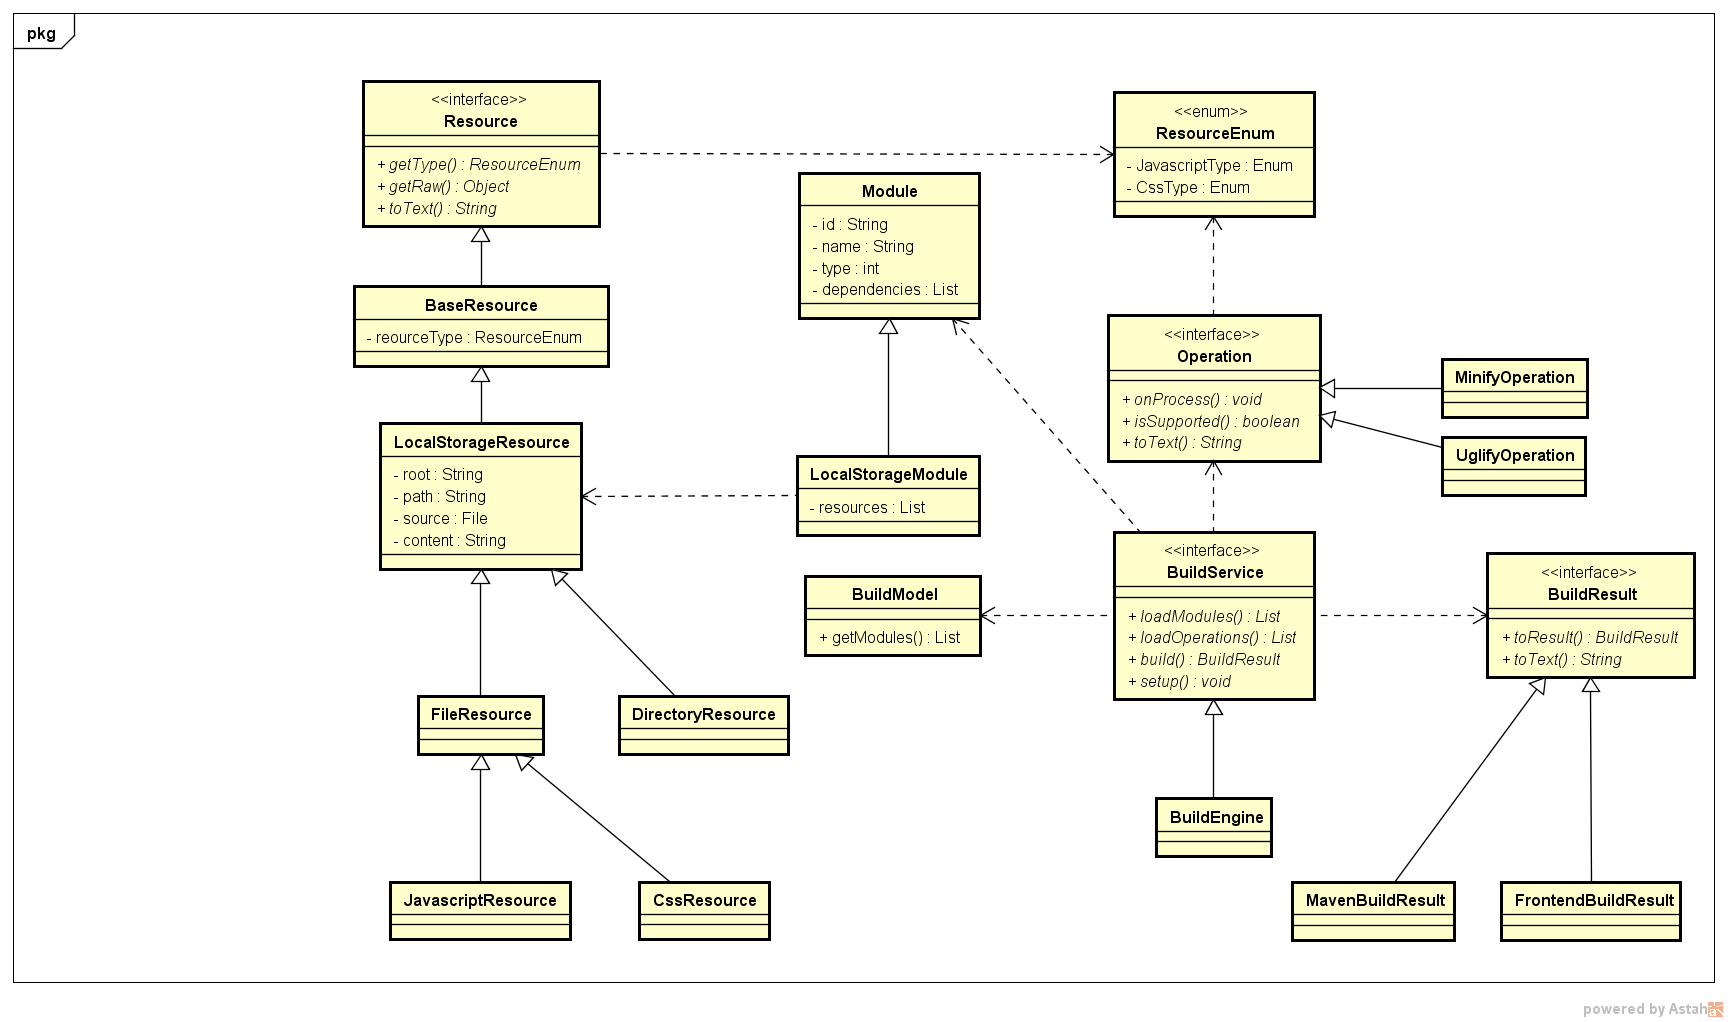 pkg
<<interface>>
Resource
+ getType() : ResourceEnum
+ getRaw() : Object
+ toText() : String
<<enum>>
ResourceEnum
- JavascriptType : Enum
- CssType : Enum
Module
- id : String
- name : String
- type : int
- dependencies : List
BaseResource
- reourceType : ResourceEnum
<<interface>>
Operation
+ onProcess() : void
+ isSupported() : boolean
+ toText() : String
MinifyOperation
UglifyOperation
LocalStorageResource
- root : String
- path : String
- source : File
- content : String
LocalStorageModule
- resources : List
BuildModel
+ getModules() : List
<<interface>>
BuildService
+ loadModules() : List
+ loadOperations() : List
+ build() : BuildResult
+ setup() : void
<<interface>>
BuildResult
+ toResult() : BuildResult
+ toText() : String
FileResource
DirectoryResource
BuildEngine
JavascriptResource
CssResource
MavenBuildResult
FrontendBuildResult
powered by Astah